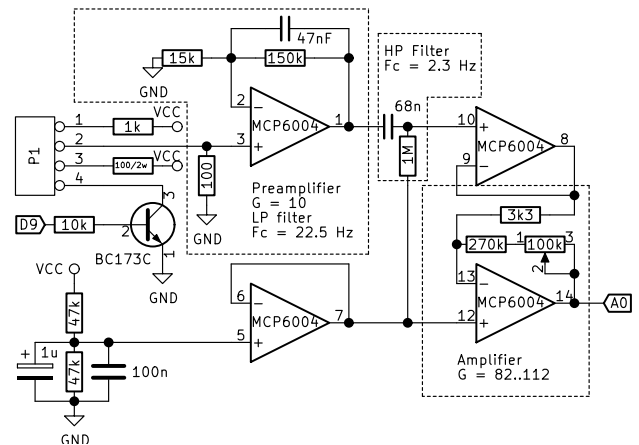 47nF
15k
150k
GND
2
−
MCP6004
1
3
+
HP Filter
Fc = 2.3 Hz
68n
1M
10
+
MCP6004
8
9
−
P1
1
2
3
4
1k
VCC
100/2w
VCC
100
GND
Preamplifier
G = 10
LP filter
Fc = 22.5 Hz
D9
10k
2
3
1
BC173C
GND
3k3
270k
1
100k
3
2
13
−
MCP6004
14
12
+
A0
Amplifier
G = 82..112
VCC
47k
47k
+
1u
100n
GND
6
−
MCP6004
7
5
+